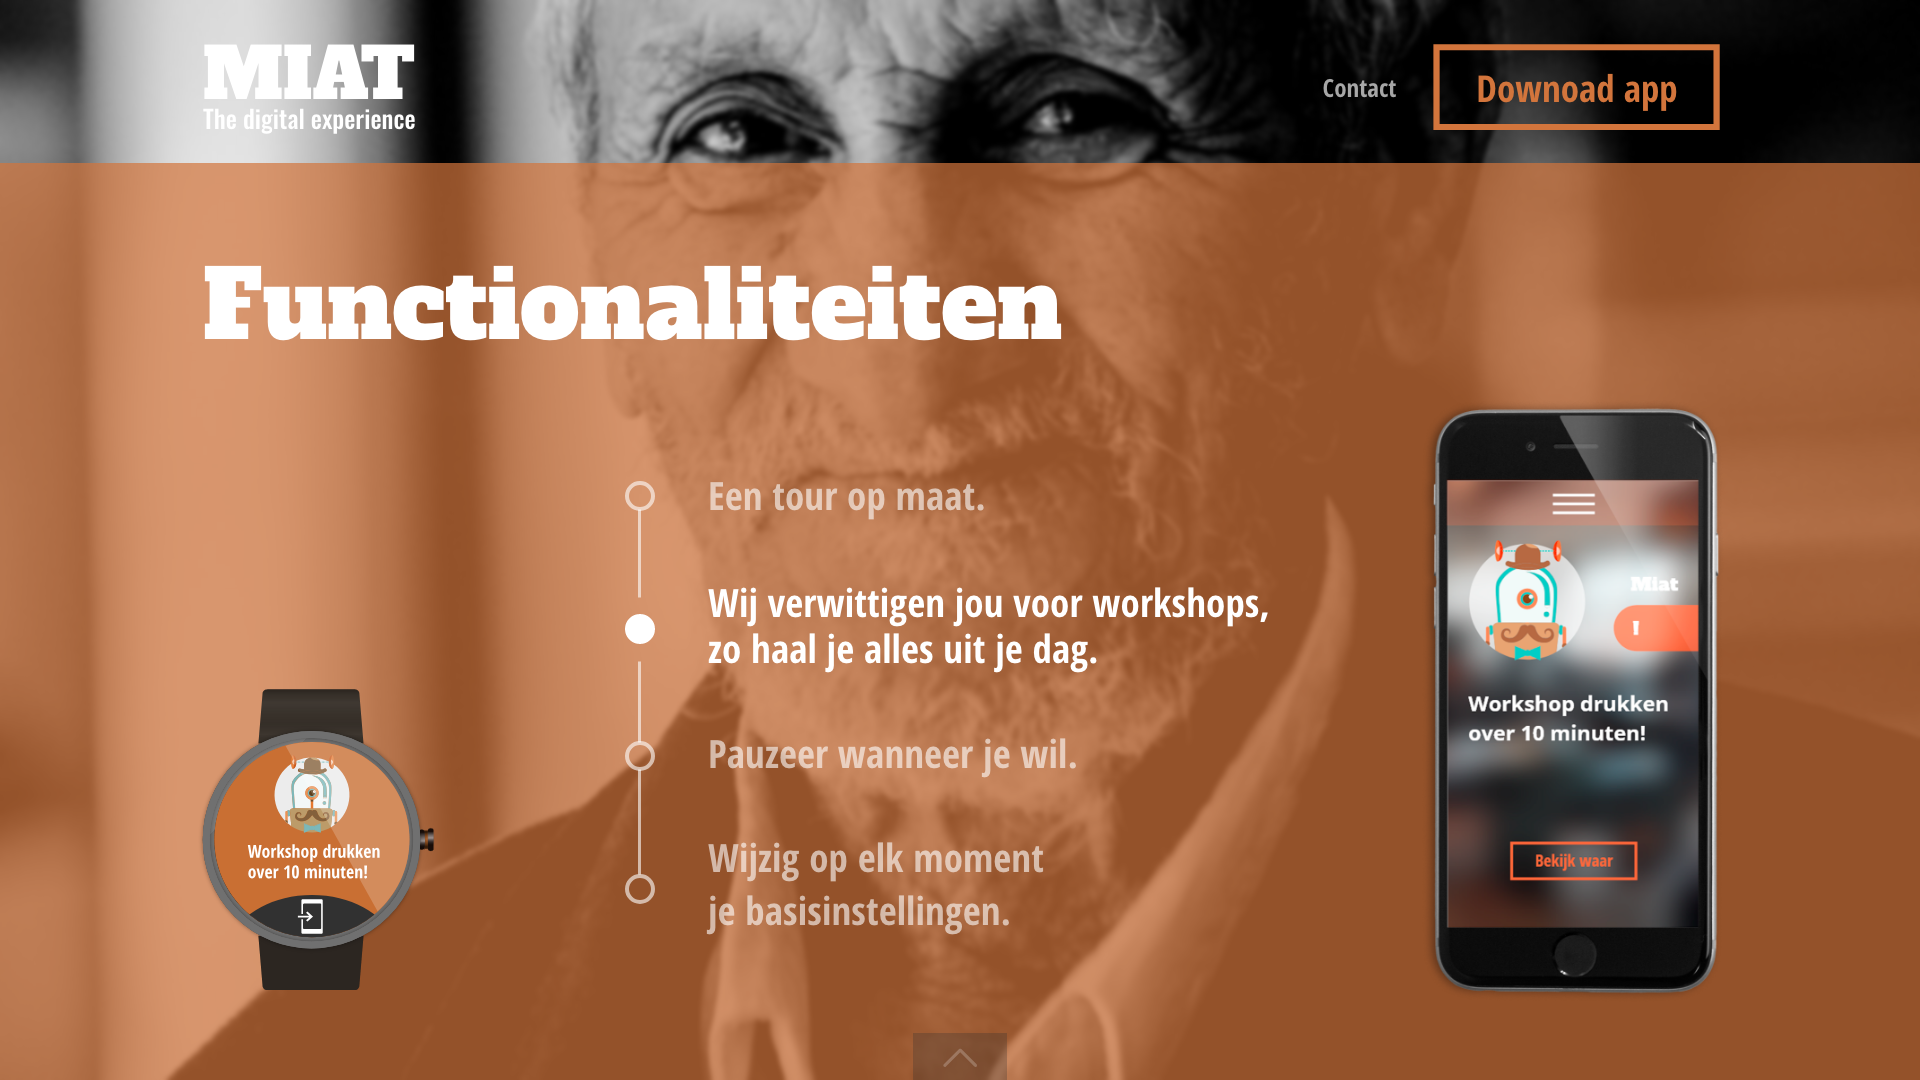 MIAT
The digital experience
Contact
Downoad app
Functionaliteiten
Een tour op maat.
Wij verwittigen jou voor workshops,
zo haal je alles uit je dag.
Pauzeer wanneer je wil.
Wijzig op elk moment
je basisinstellingen.
Workshop drukken
over 10 minuten!
Miat
!
Workshop drukken
over 10 minuten!
Bekijk waar